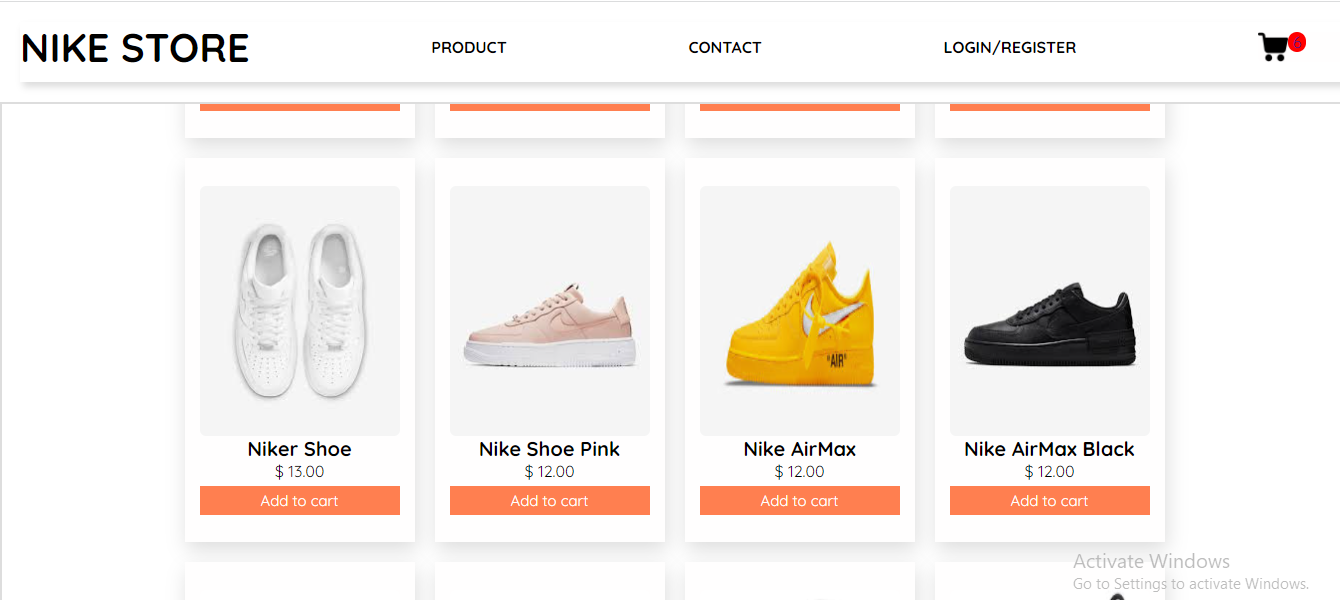 NIKE STORE
PRODUCT
CONTACT
LOGIN/REGISTER
6
"AIR"
Niker Shoe
Nike Shoe Pink
Nike AirMax
Nike AirMax Black
$ 13.00
$ 12.00
$ 12.00
$ 12.00
Add to cart
Add to cart
Add to cart
Add to cart
Activate Windows
Go to Settings to activate Windows.